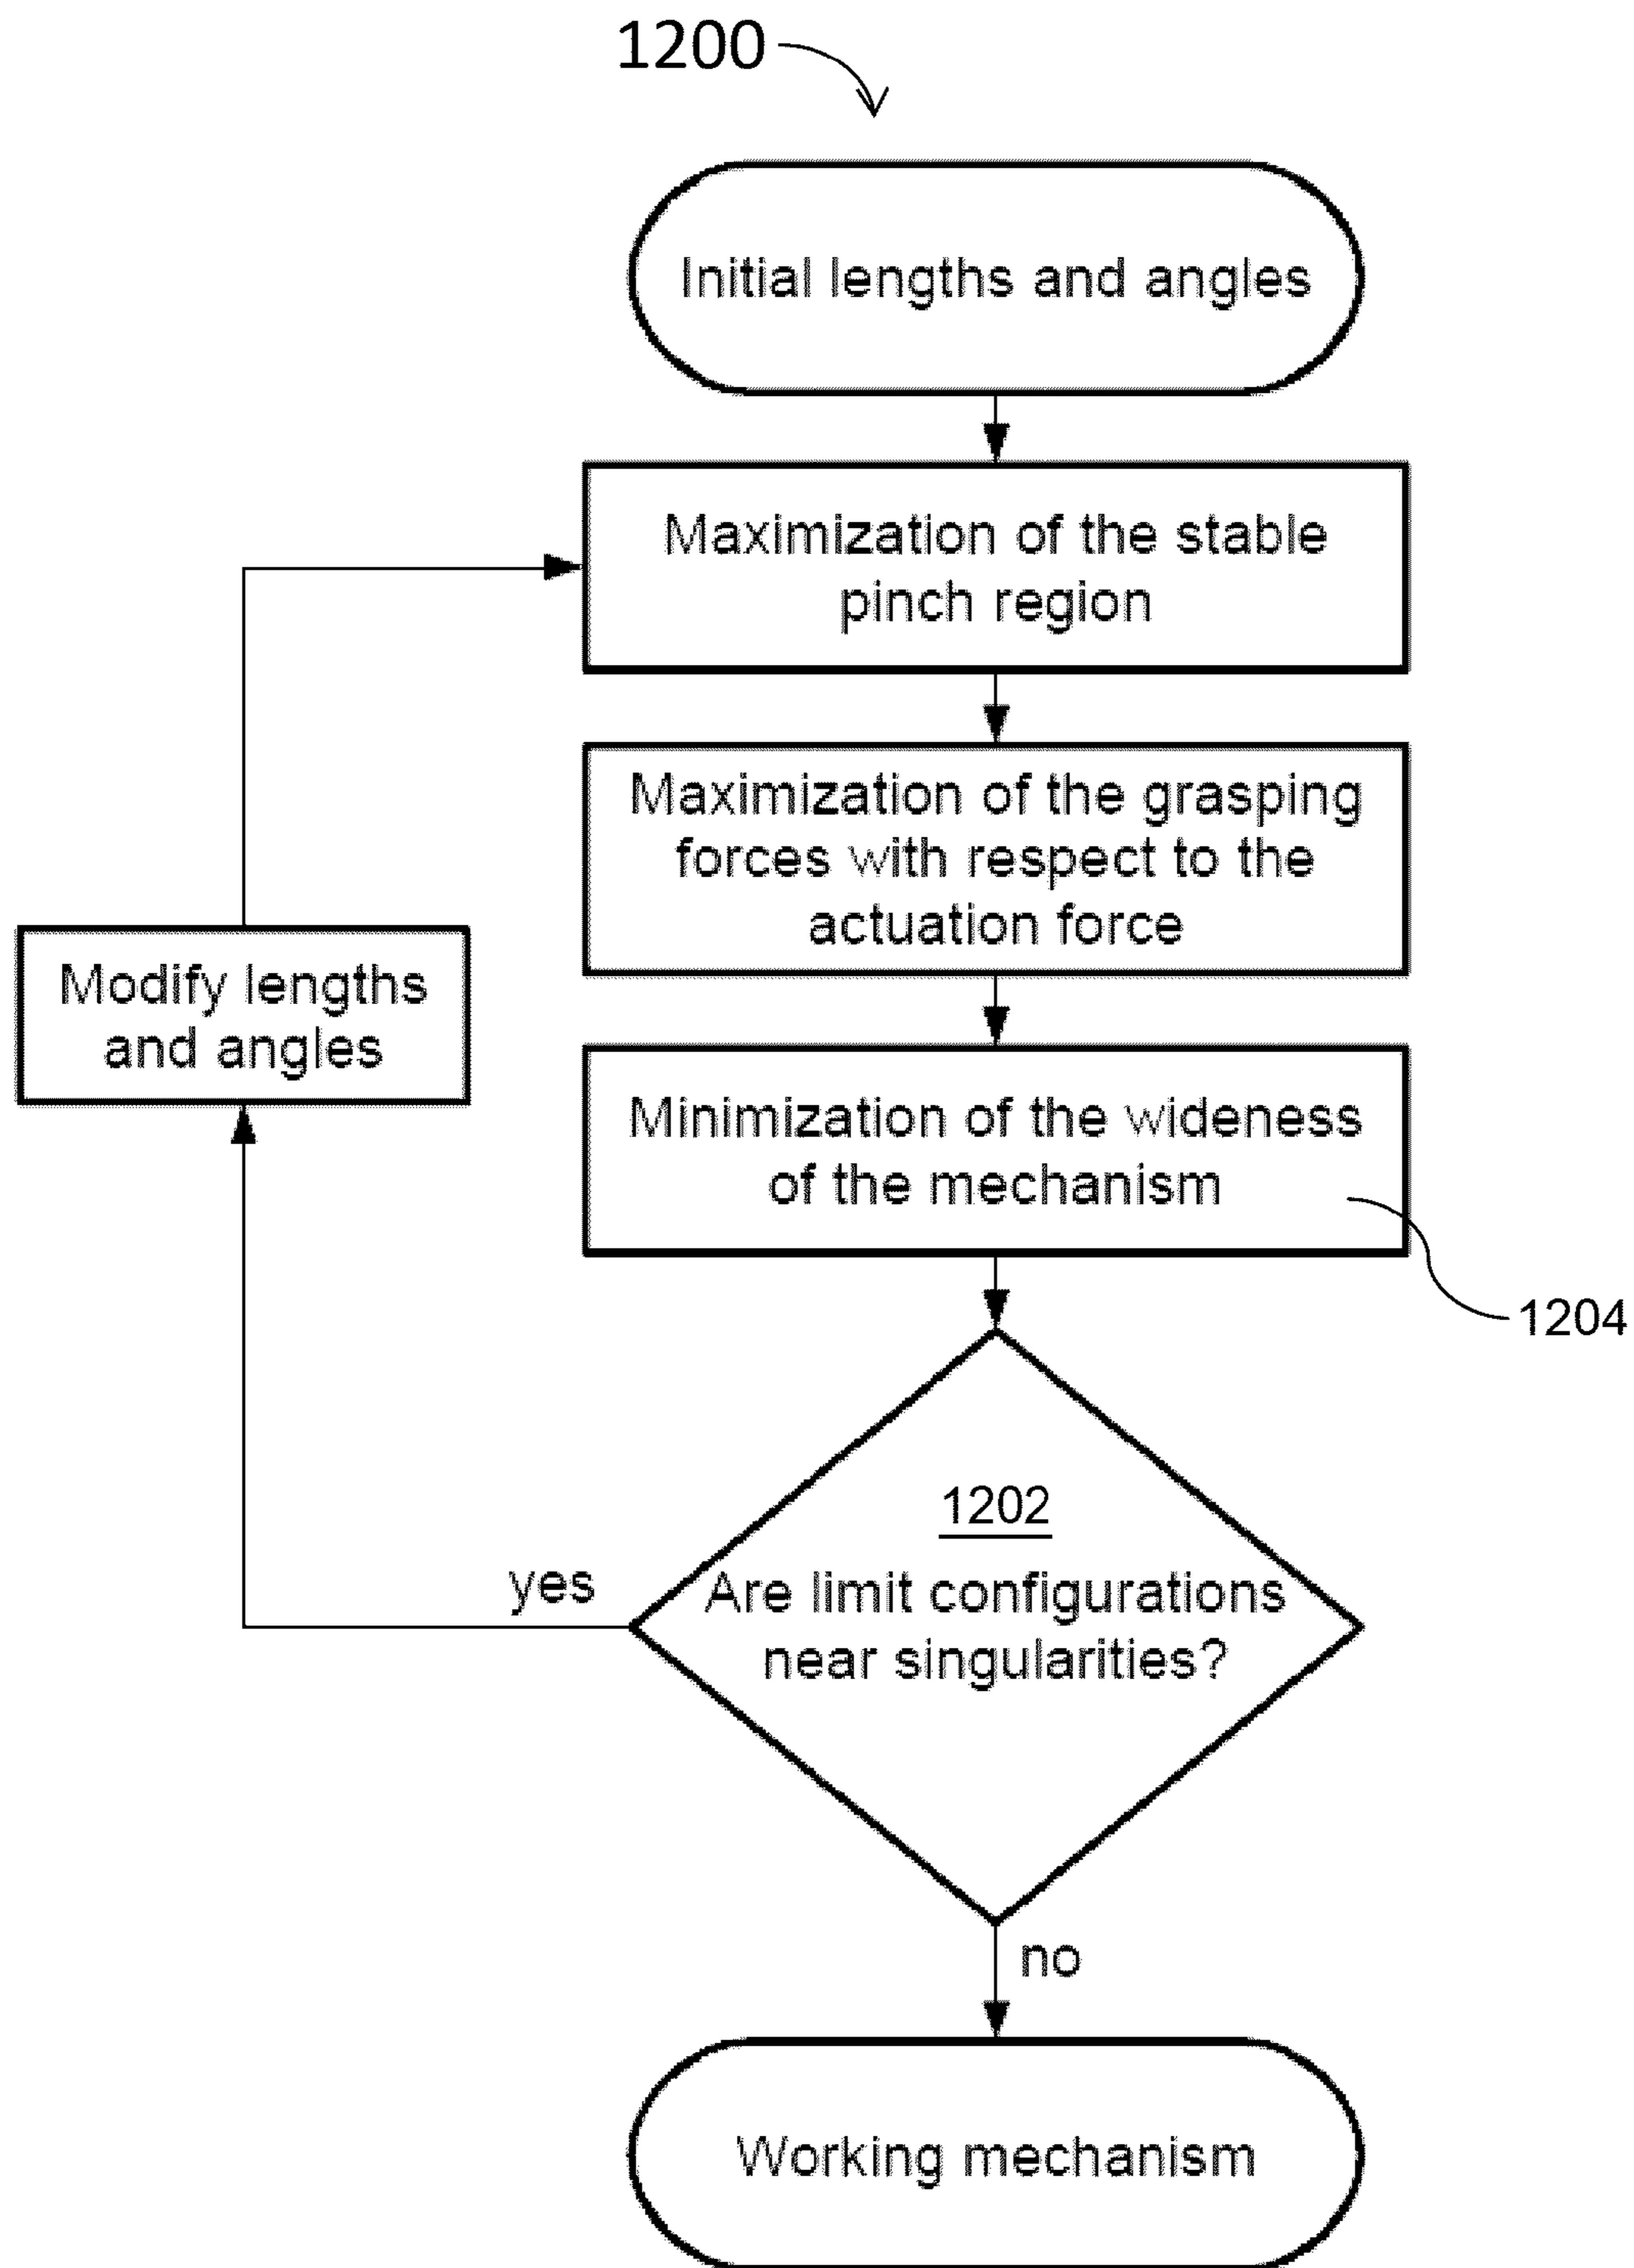 1200
Initial lengths and angles
Maximization of the stable
pinch region
Maximization of the grasping
forces with respect to the
actuation force
Modify lengths
and angles
Minimization of the wideness
of the mechanism
1204
1202
yes
Are limit configurations
near singularities?
no
Working mechanism